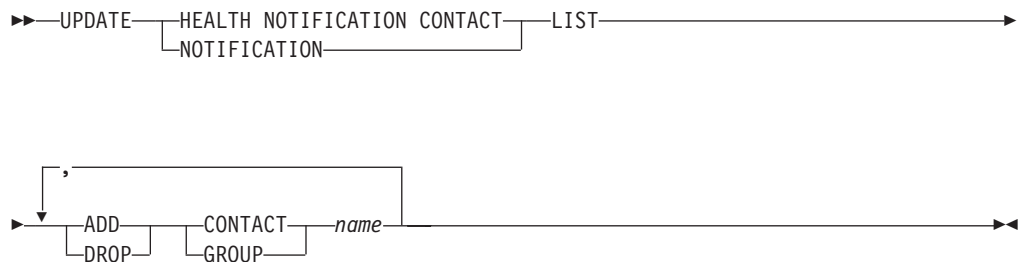 UPDATE HEALTH NOTIFICATION CONTACT LIST
NOTIFICATION
,
ADD CONTACT name
DROP GROUP